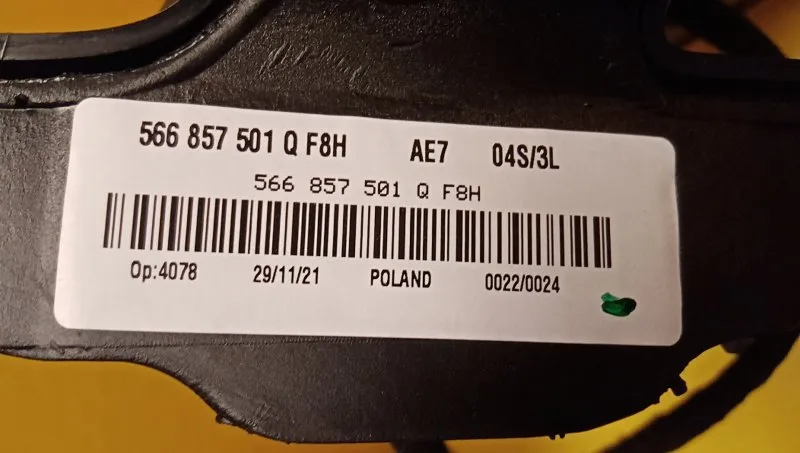 566 857 501 Q F8H AE7 04S/3L
566 857 501 Q F8H
Op:4078 29/11/21 POLAND 0022/0024